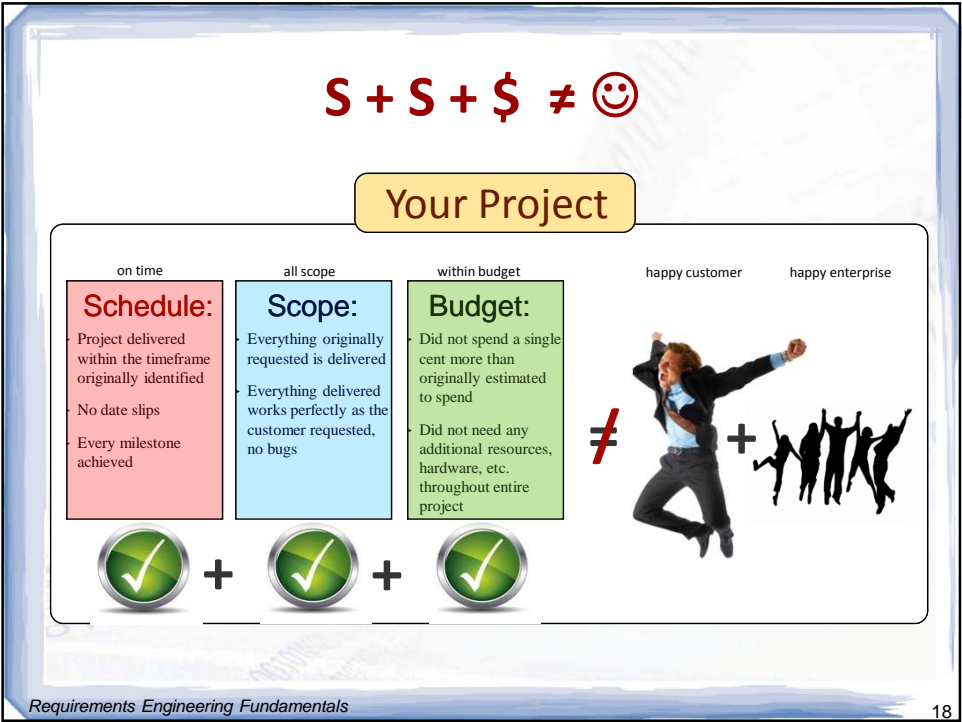 S + S + $ ≠ ☺
Your Project
on time
all scope
within budget
happy customer
happy enterprise
Schedule:
Project delivered
within the timeframe
originally identified
No date slips
Every milestone
achieved
Scope:
Everything originally
requested is delivered
Everything delivered
works perfectly as the
customer requested,
no bugs
Budget:
Did not spend a single
cent more than
originally estimated
to spend
Did not need any
additional resources,
hardware, etc.
throughout entire
project
≠
+
+ +
Requirements Engineering Fundamentals
18